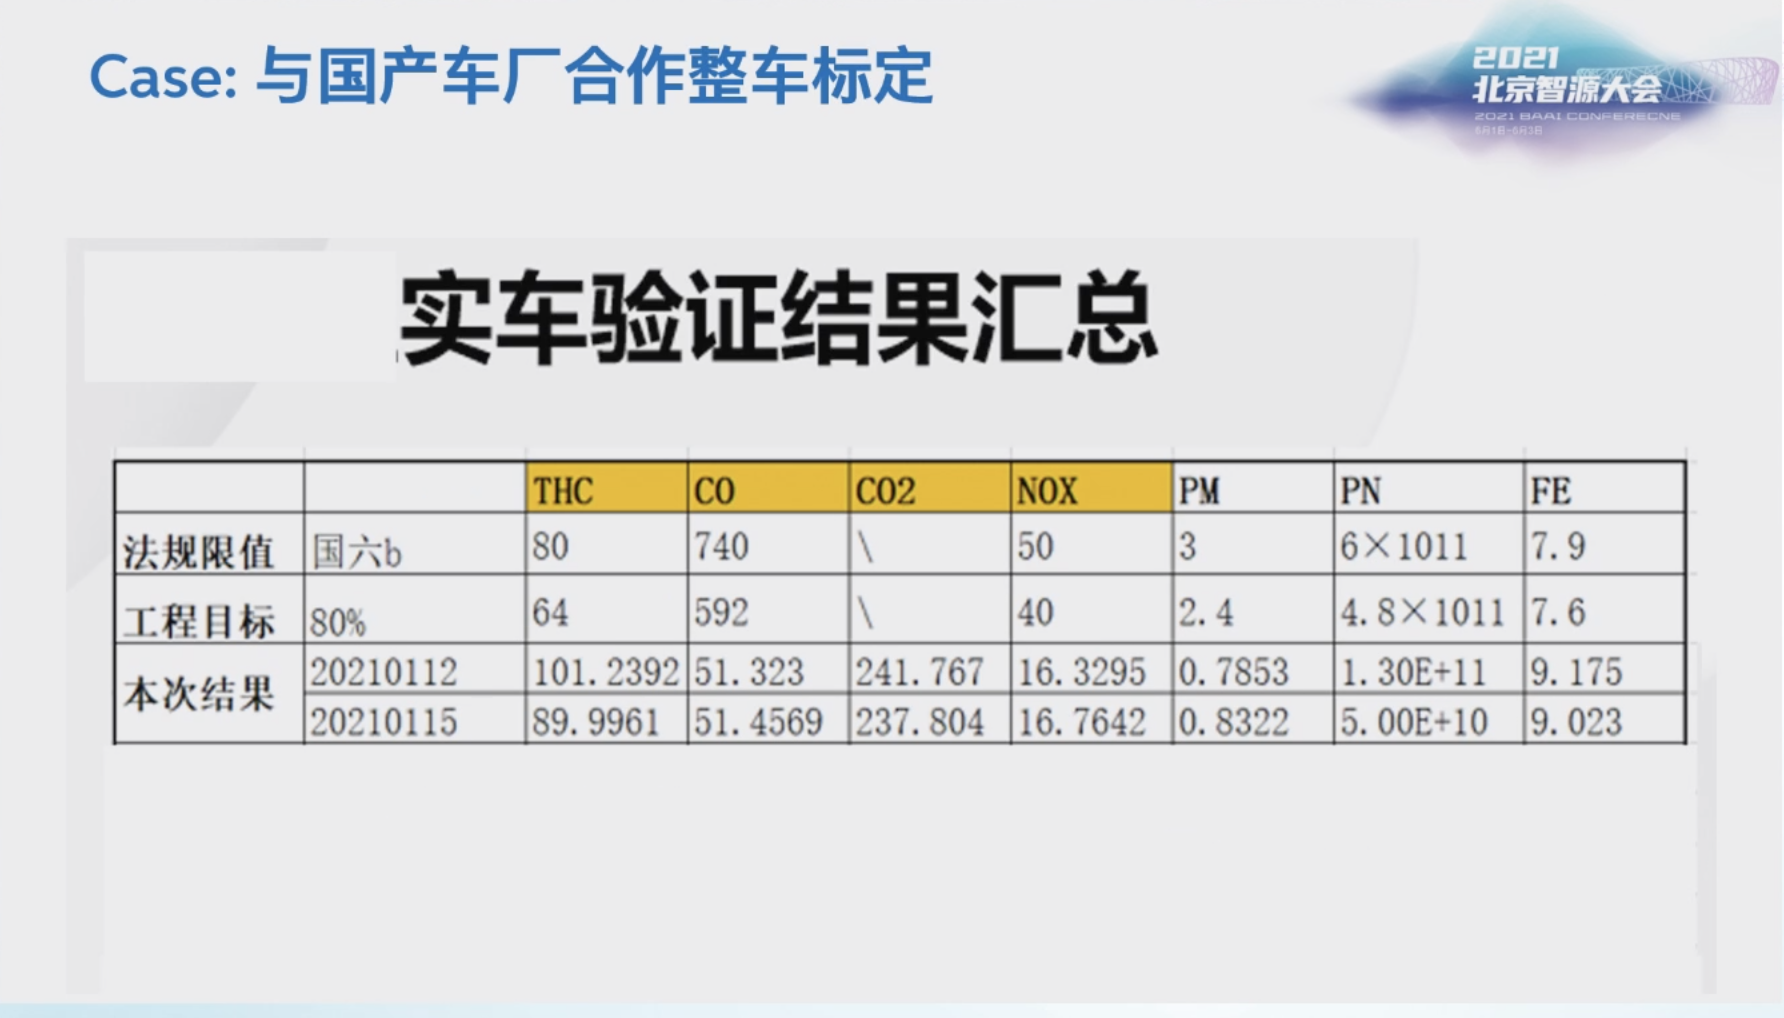 Case: 与国产车厂合作整车标定
2021
北京智源大会
2021 BAAI CONFERECNE
6月1日-6月3日
实车验证结果汇总
THC CO CO2 NOX PM PN FE
法规限值 国六b 80 740 \ 50 3 6×1011 7.9
工程目标 80% 64 592 \ 40 2.4 4.8×1011 7.6
本次结果 20210112 101.2392 51.323 241.767 16.3295 0.7853 1.30E+11 9.175
20210115 89.9961 51.4569 237.804 16.7642 0.8322 5.00E+10 9.023